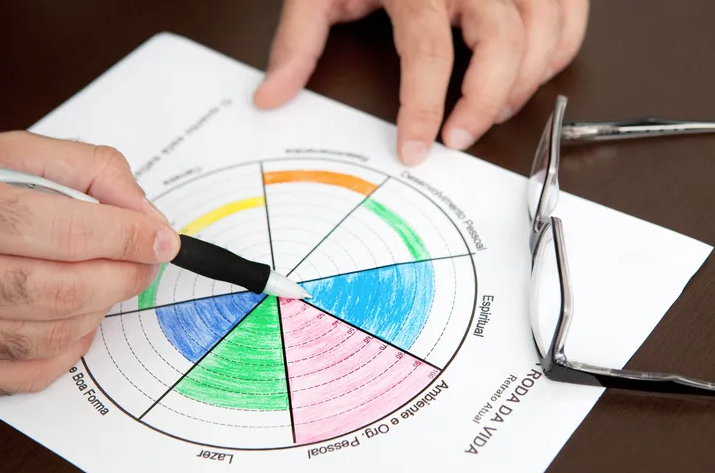 RODA DA VIDA
Retrato Atual
Relacionamentos
Desenvolvimento Pessoal
Espiritual
Ambiente e Org. Pessoal
Lazer
e Boa Forma
Carreira